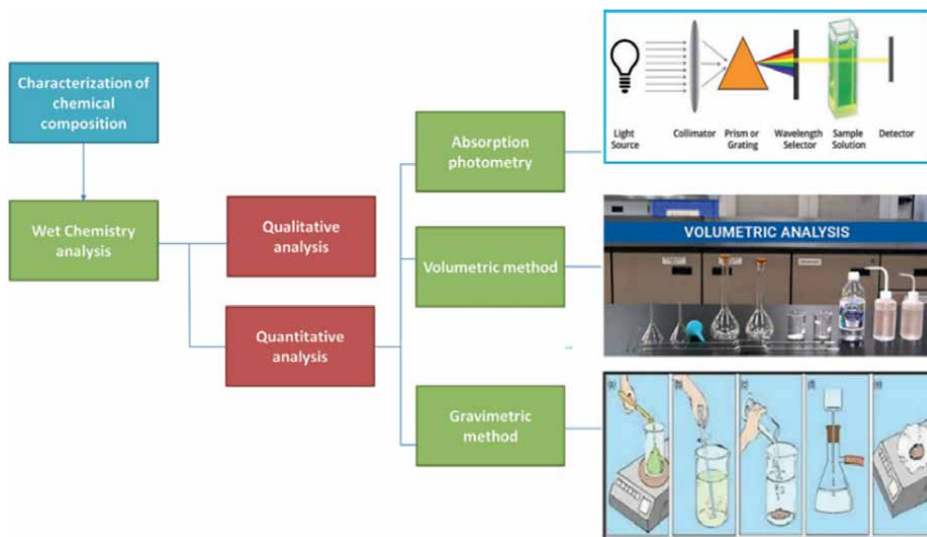 Characterization of
chemical
composition
Wet Chemistry
analysis
Qualitative
analysis
Quantitative
analysis
Absorption
photometry
Volumetric method
Gravimetric
method
Light
Source
Collimator
Prism or
Grating
Wavelength
Selector
Sample
Solution
Detector
VOLUMETRIC ANALYSIS
(a)
(b)
(c)
(d)
(e)